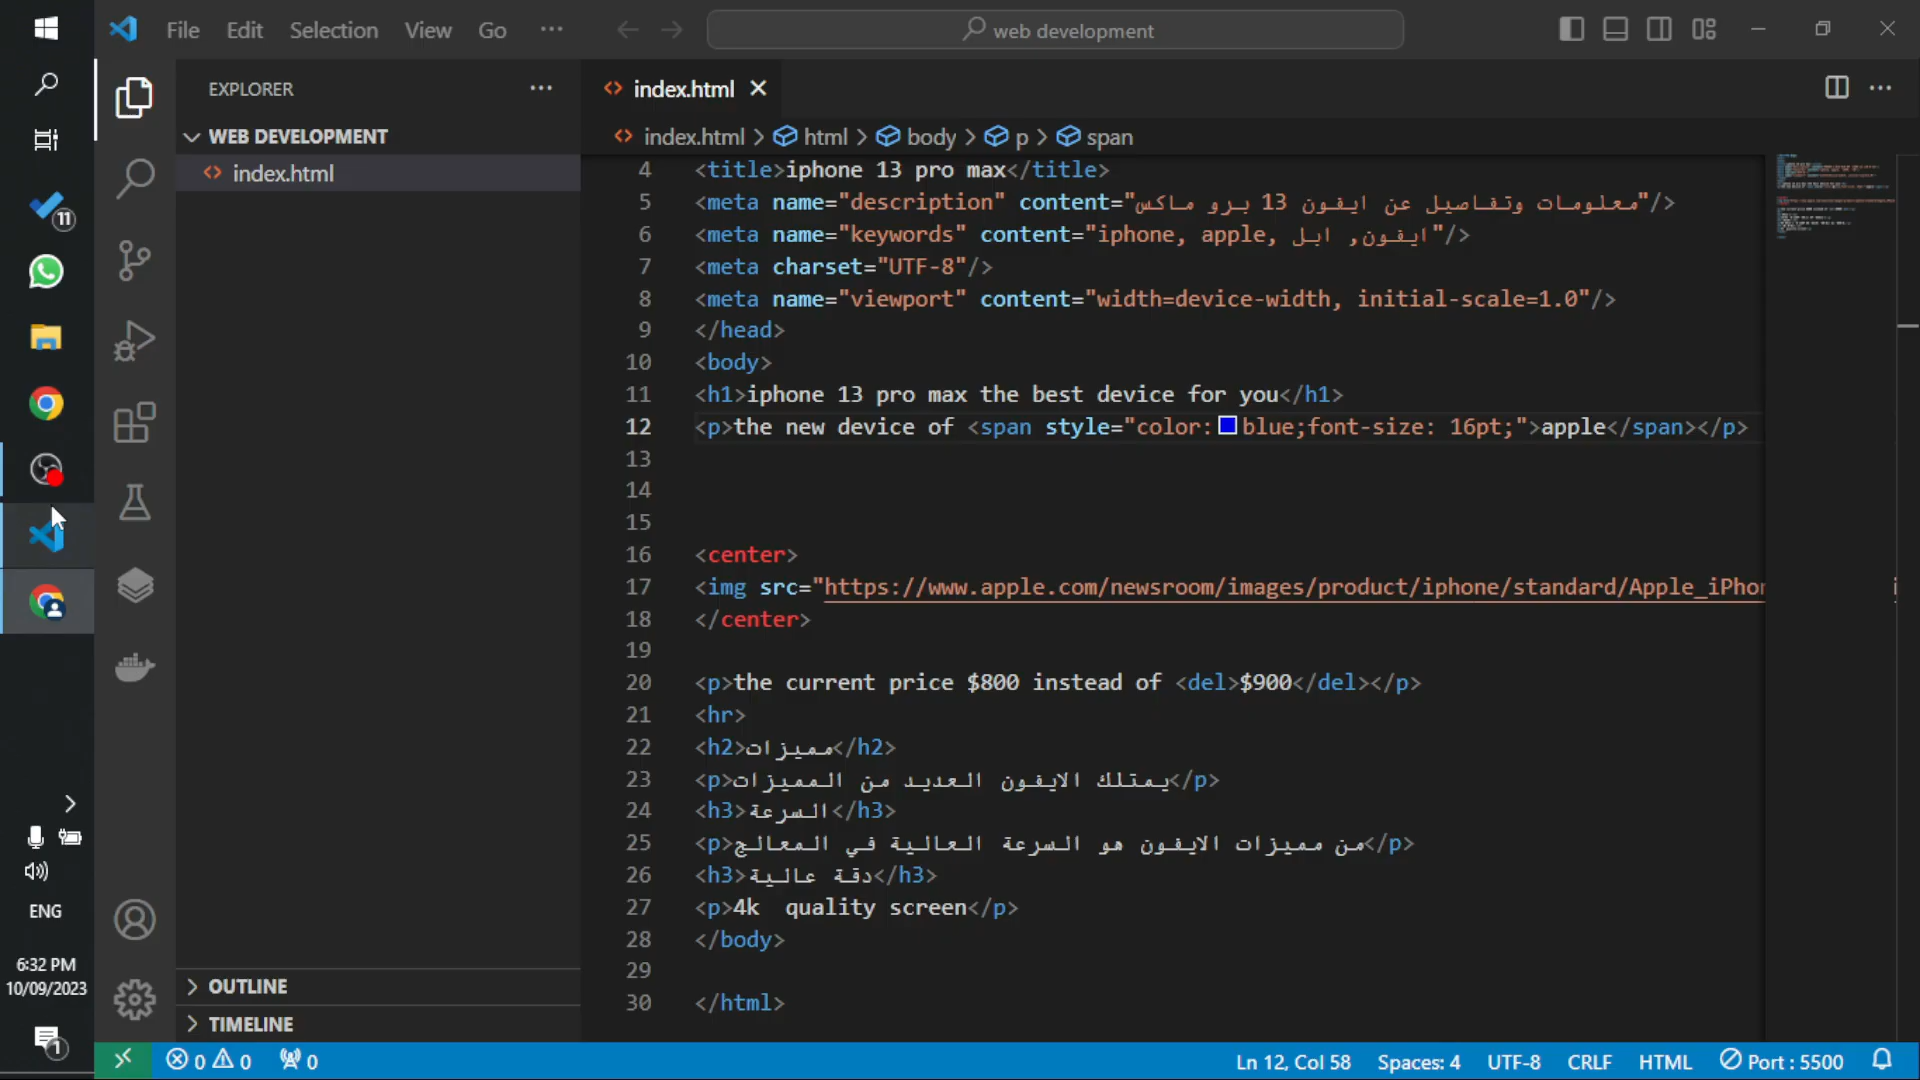 File Edit Selection View Go ···
web development
11
EXPLORER
WEB DEVELOPMENT
index.html
OUTLINE
TIMELINE
index.html
index.html > html > body > p > span
4 <title>iphone 13 pro max</title>
5 <meta name="description" content="معلومات وتفاصيل عن ايفون 13 برو ماكس"/>
6 <meta name="keywords" content="iphone, apple, ايفون, ابل"/>
7 <meta charset="UTF-8"/>
8 <meta name="viewport" content="width=device-width, initial-scale=1.0"/>
9 </head>
10 <body>
11 <h1>iphone 13 pro max the best device for you</h1>
12 <p>the new device of <span style="color:blue;font-size: 16pt;">apple</span></p>
13
14
15
16 <center>
17 <img src="https://www.apple.com/newsroom/images/product/iphone/standard/Apple_iPho
18 </center>
19
20 <p>the current price $800 instead of <del>$900</del></p>
21 <hr>
22 <h2>مميزات</h2>
23 <p>يمتلك الايفون العديد من المميزات</p>
24 <h3>السرعة</h3>
25 <p>من مميزات الايفون هو السرعة العالية في المعالج</p>
26 <h3>دقة عالية</h3>
27 <p>4k  quality screen</p>
28 </body>
29
30 </html>
ENG
6:32 PM
10/09/2023
1
0 0 0
Ln 12, Col 58 Spaces: 4 UTF-8 CRLF HTML Port : 5500